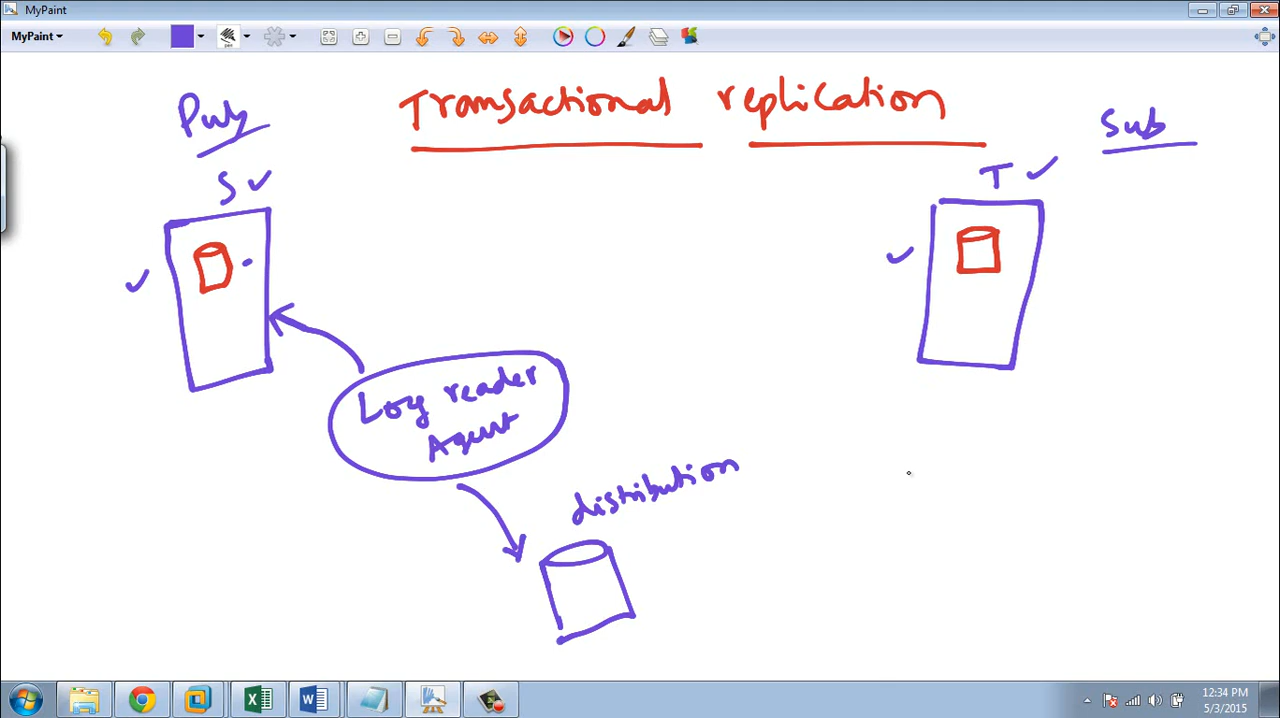 MyPaint
MyPaint
Transactional replication
Pub
Sub
S
T
Log reader
Agent
distribution
12:34 PM
5/3/2015